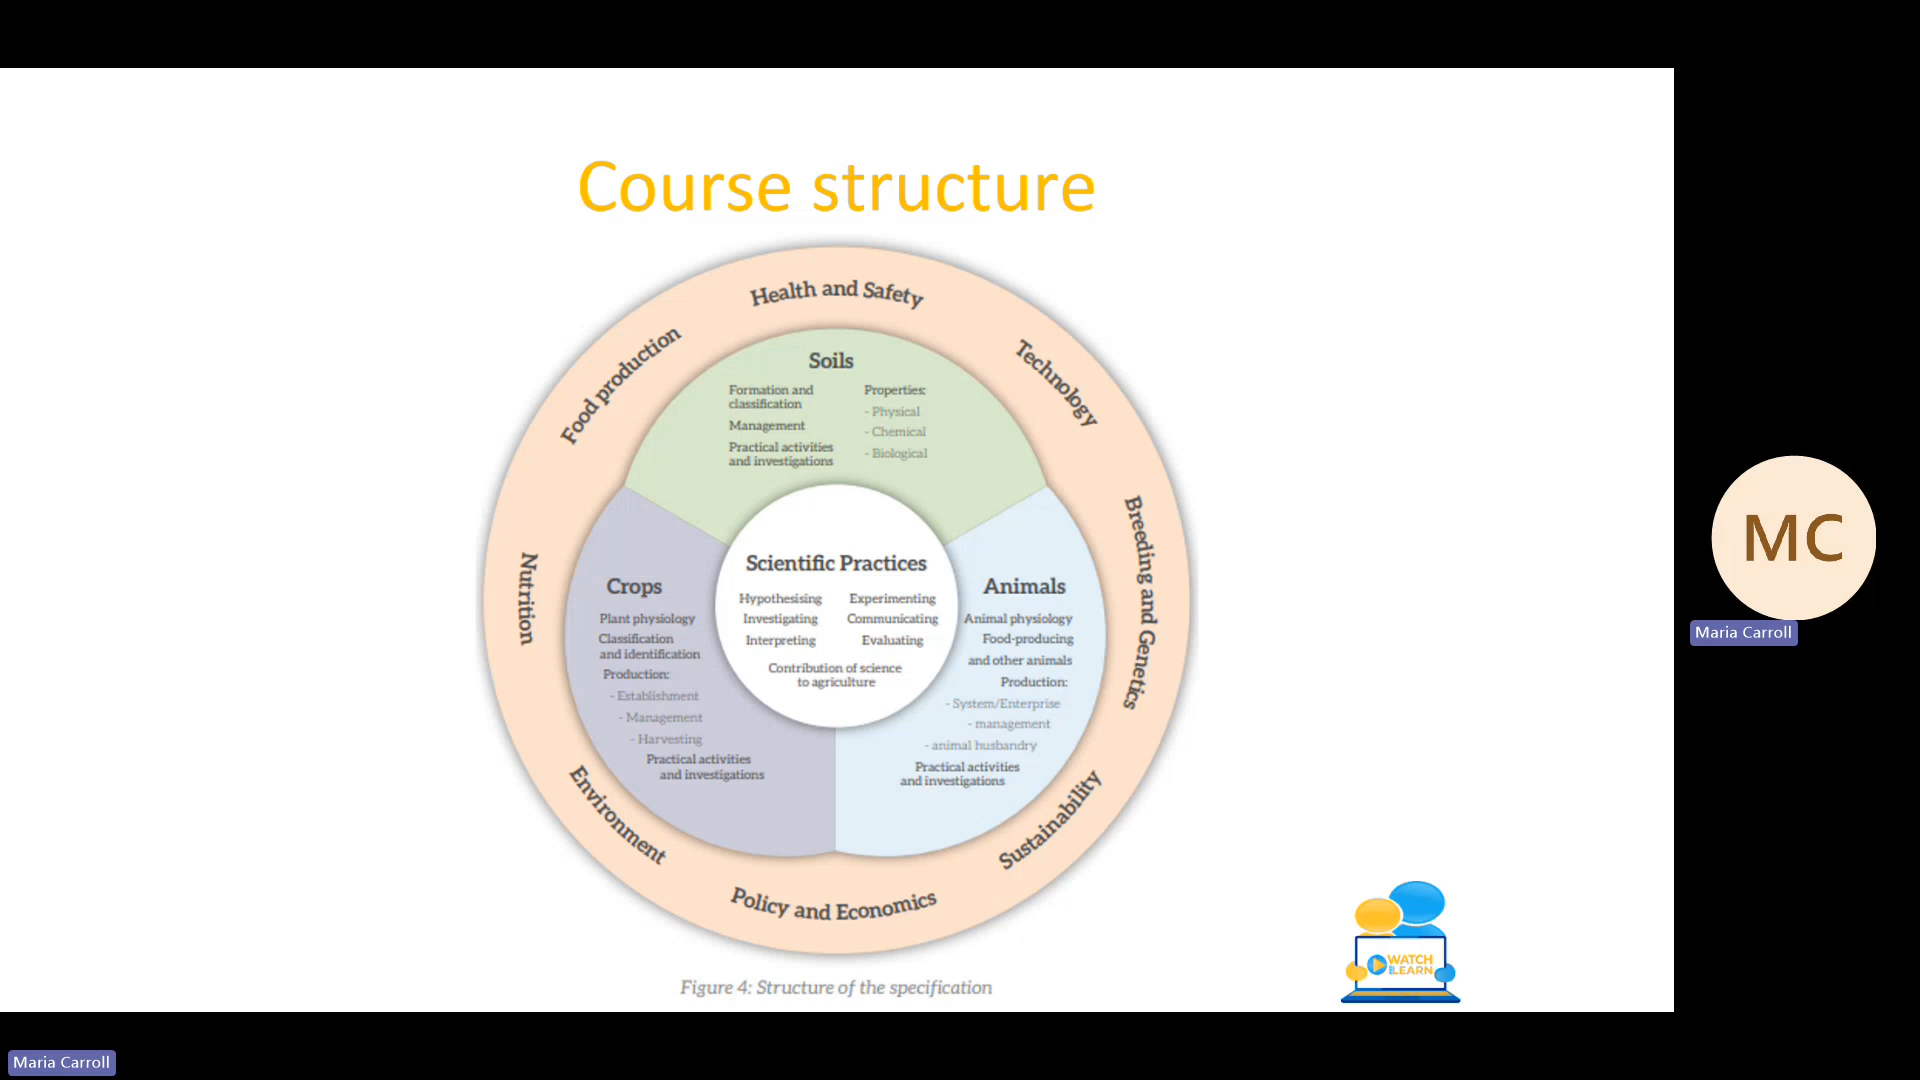 Course structure
Health and Safety
Food production
Technology
Nutrition
Breeding and Genetics
Environment
Sustainability
Policy and Economics
Soils
Formation and
classification
Management
Practical activities
and investigations
Properties:
- Physical
- Chemical
- Biological
Crops
Plant physiology
Classification
and identification
Production:
- Establishment
- Management
- Harvesting
Practical activities
and investigations
Scientific Practices
Hypothesising
Experimenting
Investigating
Communicating
Interpreting
Evaluating
Contribution of science
to agriculture
Animals
Animal physiology
Food-producing
and other animals
Production:
- System/Enterprise
- management
- animal husbandry
Practical activities
and investigations
Figure 4: Structure of the specification
WATCH
LEARN
MC
Maria Carroll
Maria Carroll